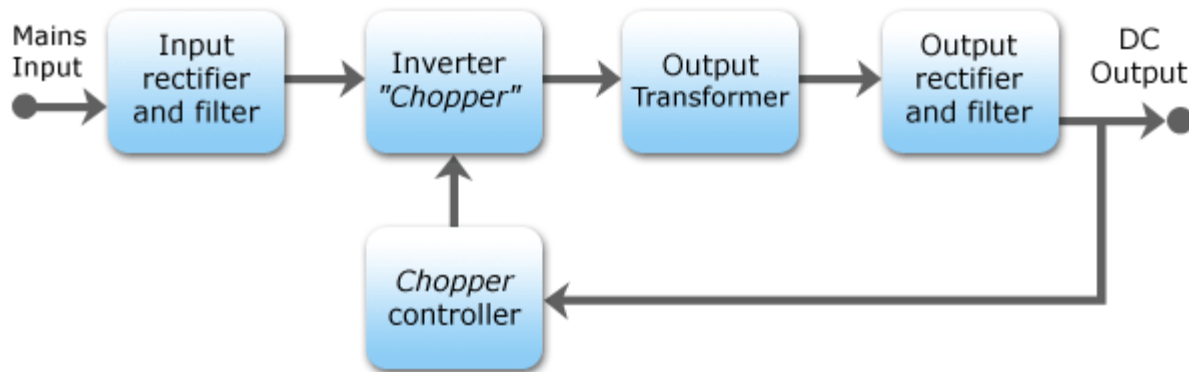 Mains
Input
Input
rectifier
and filter
Inverter
"Chopper"
Output
Transformer
Output
rectifier
and filter
DC
Output
Chopper
controller